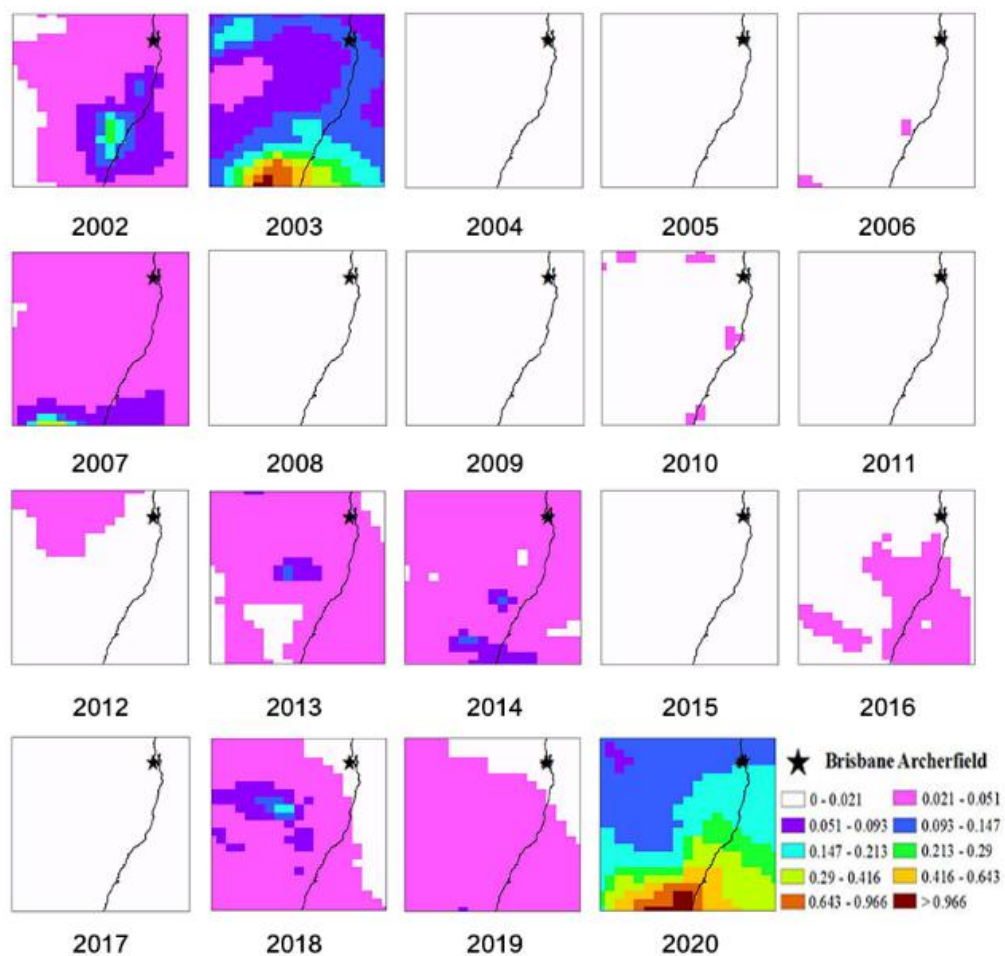 2002 2003 2004 2005 2006
2007 2008 2009 2010 2011
2012 2013 2014 2015 2016
Brisbane Archerfield
0 - 0.021 0.021 - 0.051
0.051 - 0.093 0.093 - 0.147
0.147 - 0.213 0.213 - 0.29
0.29 - 0.416 0.416 - 0.643
0.643 - 0.966 > 0.966
2017 2018 2019 2020